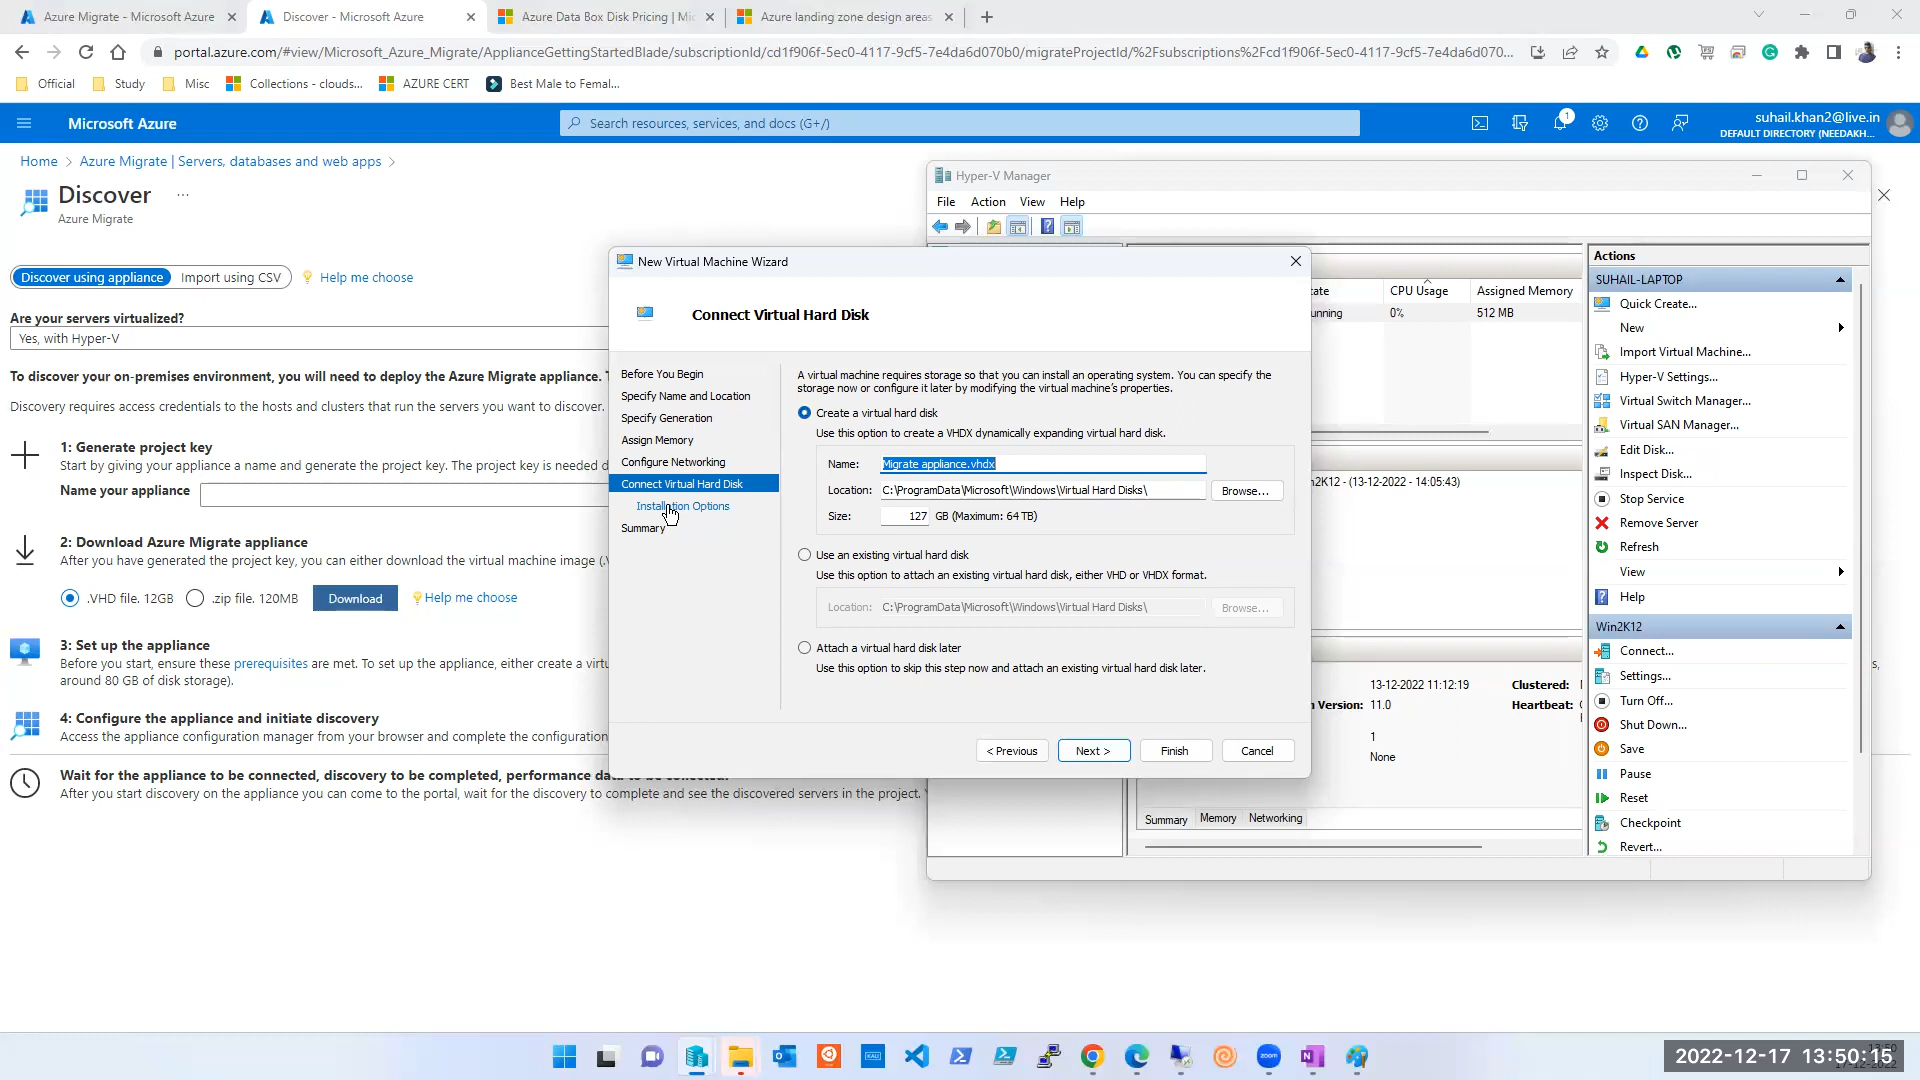 Azure Migrate - Microsoft Azure
Discover - Microsoft Azure
Azure Data Box Disk Pricing | Mic
Azure landing zone design areas
portal.azure.com/#view/Microsoft_Azure_Migrate/ApplianceGettingStartedBlade/subscriptionId/cd1f906f-5ec0-4117-9cf5-7e4da6d070b0/migrateProjectId/%2Fsubscriptions%2Fcd1f906f-5ec0-4117-9cf5-7e4da6d070...
Official
Study
Misc
Collections - clouds...
AZURE CERT
Best Male to Femal...
Microsoft Azure
Search resources, services, and docs (G+/)
1
suhail.khan2@live.in
DEFAULT DIRECTORY (NEEDAKH...
Home > Azure Migrate | Servers, databases and web apps >
Discover ...
Azure Migrate
Discover using appliance
Import using CSV
Help me choose
Are your servers virtualized?
Yes, with Hyper-V
To discover your on-premises environment, you will need to deploy the Azure Migrate appliance.
Discovery requires access credentials to the hosts and clusters that run the servers you want to discover.
1: Generate project key
Start by giving your appliance a name and generate the project key. The project key is needed
Name your appliance
2: Download Azure Migrate appliance
After you have generated the project key, you can either download the virtual machine image (.V
.VHD file. 12GB
.zip file. 120MB
Download
Help me choose
3: Set up the appliance
Before you start, ensure these prerequisites are met. To set up the appliance, either create a virtu
around 80 GB of disk storage).
4: Configure the appliance and initiate discovery
Access the appliance configuration manager from your browser and complete the configuration
Wait for the appliance to be connected, discovery to be completed, performance data to be collected.
After you start discovery on the appliance you can come to the portal, wait for the discovery to complete and see the discovered servers in the project.
Hyper-V Manager
File
Action
View
Help
New Virtual Machine Wizard
Connect Virtual Hard Disk
Before You Begin
Specify Name and Location
Specify Generation
Assign Memory
Configure Networking
Connect Virtual Hard Disk
Installation Options
Summary
A virtual machine requires storage so that you can install an operating system. You can specify the
storage now or configure it later by modifying the virtual machine's properties.
Create a virtual hard disk
Use this option to create a VHDX dynamically expanding virtual hard disk.
Name: Migrate appliance.vhdx
Location: C:\ProgramData\Microsoft\Windows\Virtual Hard Disks\ Browse...
Size: 127 GB (Maximum: 64 TB)
Use an existing virtual hard disk
Use this option to attach an existing virtual hard disk, either VHD or VHDX format.
Location: C:\ProgramData\Microsoft\Windows\Virtual Hard Disks\ Browse...
Attach a virtual hard disk later
Use this option to skip this step now and attach an existing virtual hard disk later.
< Previous
Next >
Finish
Cancel
tate
CPU Usage
Assigned Memory
unning
0%
512 MB
n2K12 - (13-12-2022 - 14:05:43)
13-12-2022 11:12:19
Clustered:
n Version: 11.0
Heartbeat:
1
None
Summary
Memory
Networking
Actions
SUHAIL-LAPTOP
Quick Create...
New
Import Virtual Machine...
Hyper-V Settings...
Virtual Switch Manager...
Virtual SAN Manager...
Edit Disk...
Inspect Disk...
Stop Service
Remove Server
Refresh
View
Help
Win2K12
Connect...
Settings...
Turn Off...
Shut Down...
Save
Pause
Reset
Checkpoint
Revert...
s,
zoom
2022-12-17 13:50:15